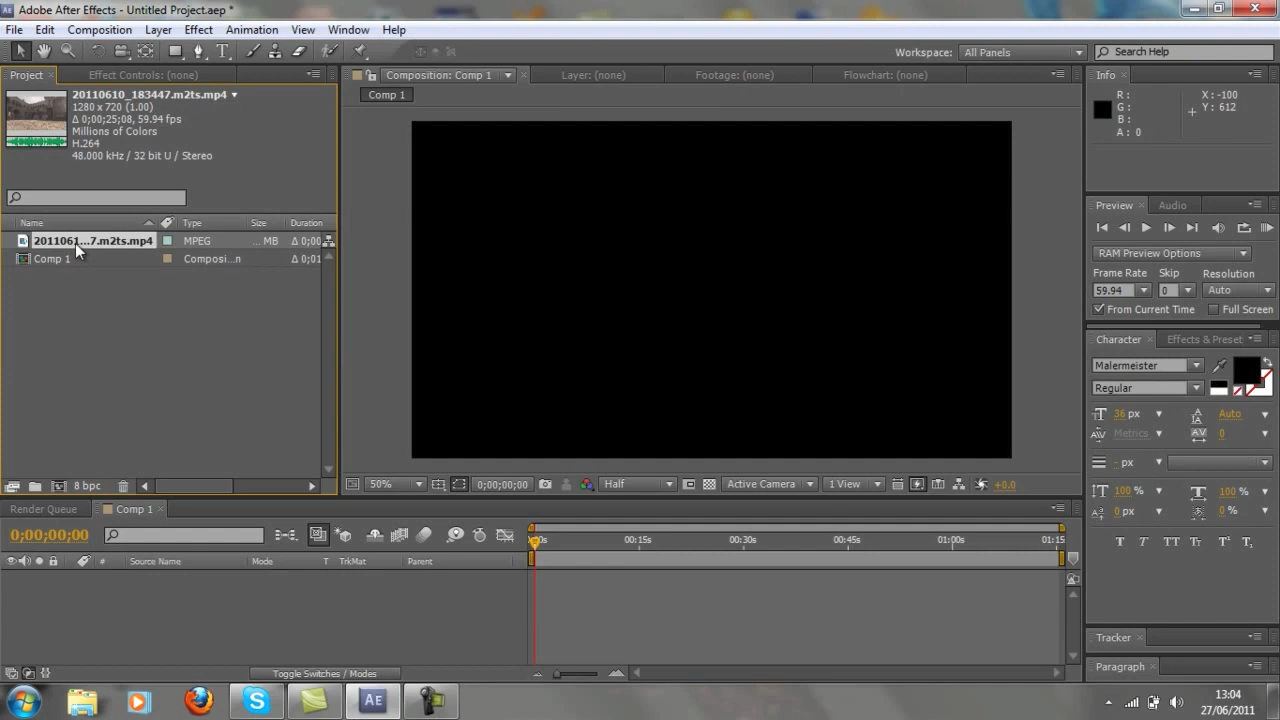 Adobe After Effects - Untitled Project.aep *
File Edit Composition Layer Effect Animation View Window Help
Workspace: All Panels Search Help
Project Effect Controls: (none) Composition: Comp 1 Layer: (none) Footage: (none) Flowchart: (none) Info
20110610_183447.m2ts.mp4
1280 x 720 (1.00)
Δ 0;00;25;08, 59.94 fps
Millions of Colors
H.264
48.000 kHz / 32 bit U / Stereo
Comp 1
R :
G :
B :
A : 0
X : -100
Y : 612
Preview Audio
Name Type Size Duration
2011061...7.m2ts.mp4 MPEG ... MB Δ 0;00
Comp 1 Composi...n Δ 0;01
RAM Preview Options
Frame Rate Skip Resolution
59.94 0 Auto
From Current Time Full Screen
Character Effects & Preset
Malermeister
Regular
36 px Auto
Metrics 0
- px
100 % 100 %
0 px 0 %
T T TT Tr T¹ T₁
8 bpc
50% 0;00;00;00 Half Active Camera 1 View +0.0
Render Queue Comp 1
0;00;00;00
00s 00:15s 00:30s 00:45s 01:00s 01:15
# Source Name Mode T TrkMat Parent
Tracker
Paragraph
Toggle Switches / Modes
13:04
27/06/2011